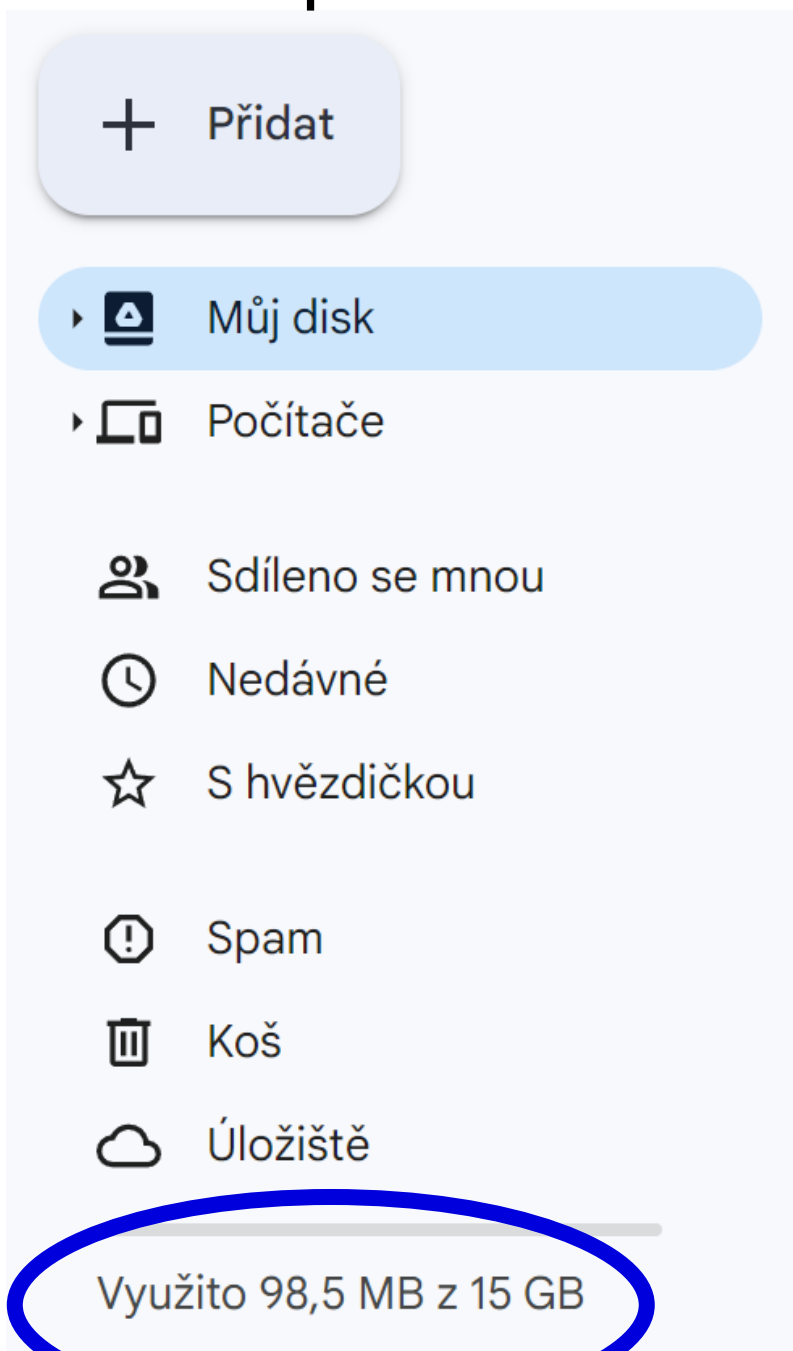 Přidat
Můj disk
Počítače
Sdíleno se mnou
Nedávné
S hvězdičkou
Spam
Koš
Úložiště
Využito 98,5 MB z 15 GB